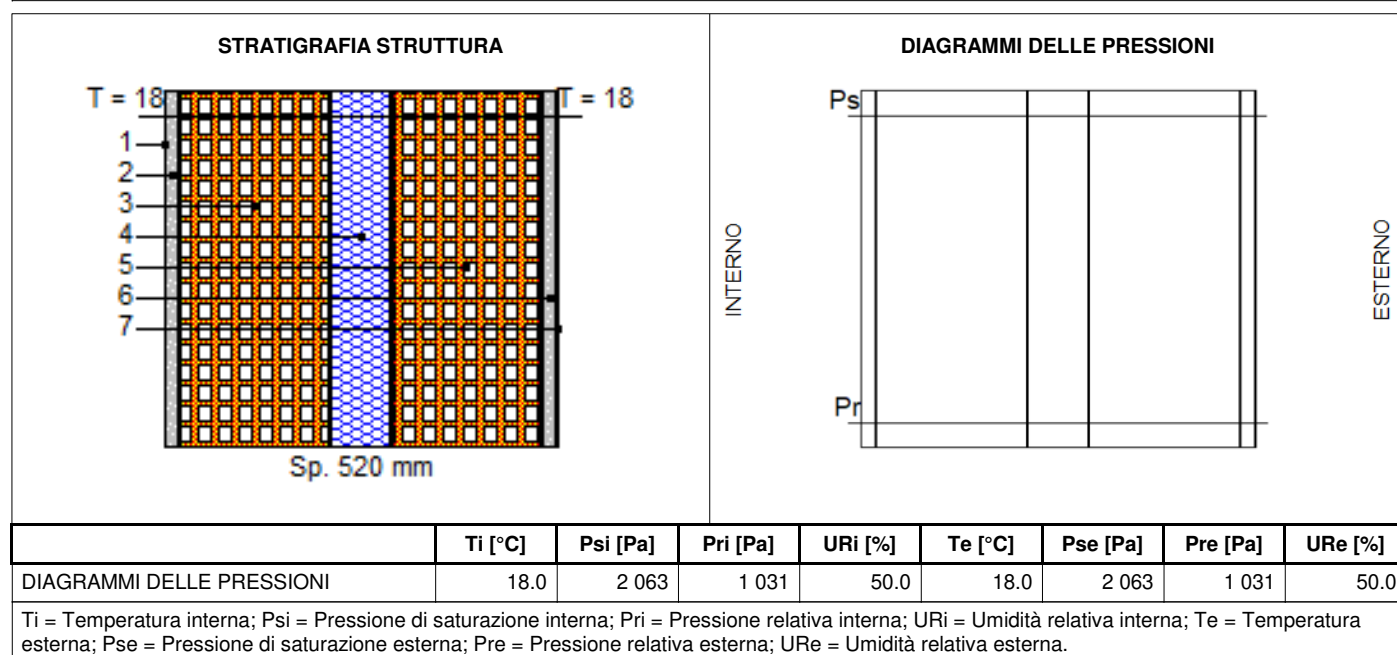 STRATIGRAFIA STRUTTURA
T = 18
T = 18
1
2
3
4
5
6
7
Sp. 520 mm
DIAGRAMMI DELLE PRESSIONI
Ps
Pr
INTERNO
ESTERNO
Ti [°C] Psi [Pa] Pri [Pa] URi [%] Te [°C] Pse [Pa] Pre [Pa] URe [%]
DIAGRAMMI DELLE PRESSIONI 18.0 2 063 1 031 50.0 18.0 2 063 1 031 50.0
Ti = Temperatura interna; Psi = Pressione di saturazione interna; Pri = Pressione relativa interna; URi = Umidità relativa interna; Te = Temperatura
esterna; Pse = Pressione di saturazione esterna; Pre = Pressione relativa esterna; URe = Umidità relativa esterna.